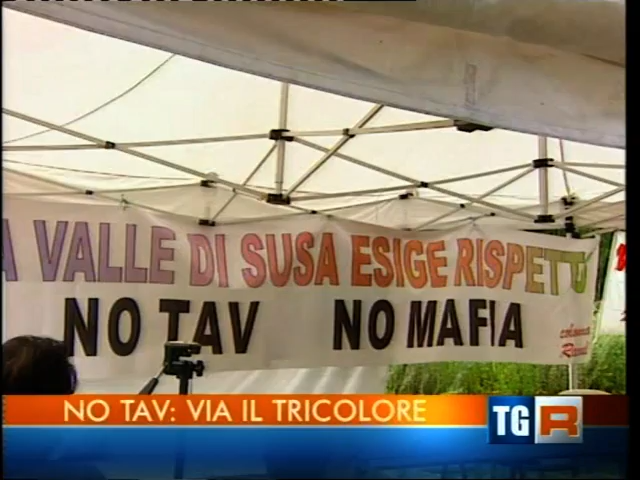 A VALLE DI SUSA ESIGE RISPETTO
NO TAV NO MAFIA
NO TAV: VIA IL TRICOLORE
TGR